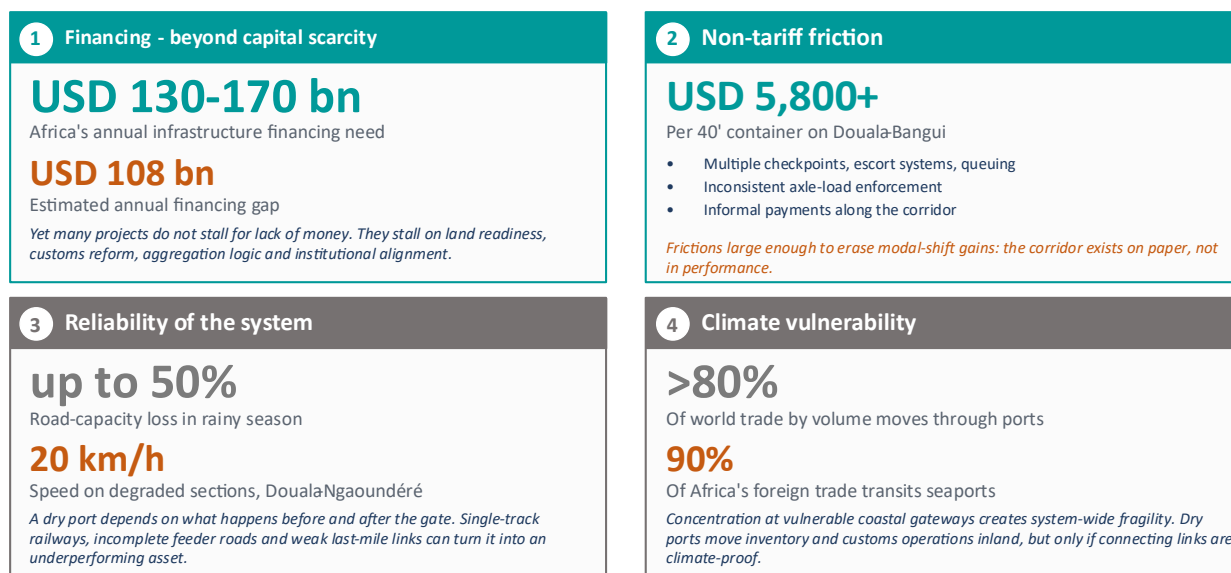 1 Financing - beyond capital scarcity
USD 130-170 bn
Africa's annual infrastructure financing need
USD 108 bn
Estimated annual financing gap
Yet many projects do not stall for lack of money. They stall on land readiness,
customs reform, aggregation logic and institutional alignment.
2 Non-tariff friction
USD 5,800+
Per 40' container on Douala-Bangui
• Multiple checkpoints, escort systems, queuing
• Inconsistent axle-load enforcement
• Informal payments along the corridor
Frictions large enough to erase modal-shift gains: the corridor exists on paper, not
in performance.
3 Reliability of the system
up to 50%
Road-capacity loss in rainy season
20 km/h
Speed on degraded sections, Douala-Ngaoundéré
A dry port depends on what happens before and after the gate. Single-track
railways, incomplete feeder roads and weak last-mile links can turn it into an
underperforming asset.
4 Climate vulnerability
>80%
Of world trade by volume moves through ports
90%
Of Africa's foreign trade transits seaports
Concentration at vulnerable coastal gateways creates system-wide fragility. Dry
ports move inventory and customs operations inland, but only if connecting links are
climate-proof.